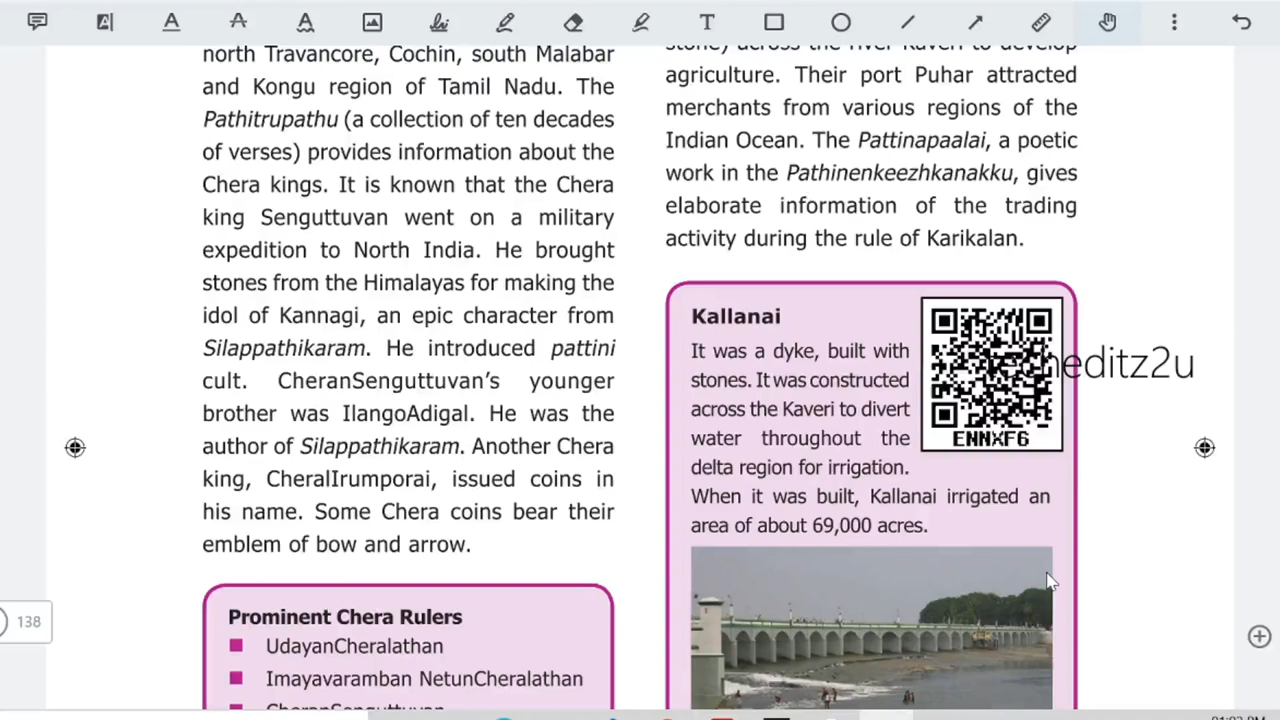 north Travancore, Cochin, south Malabar
and Kongu region of Tamil Nadu. The
Pathitrupathu (a collection of ten decades
of verses) provides information about the
Chera kings. It is known that the Chera
king Senguttuvan went on a military
expedition to North India. He brought
stones from the Himalayas for making the
idol of Kannagi, an epic character from
Silappathikaram. He introduced pattini
cult. CheranSenguttuvan's younger
brother was IlangoAdigal. He was the
author of Silappathikaram. Another Chera
king, CheralIrumporai, issued coins in
his name. Some Chera coins bear their
emblem of bow and arrow.
Prominent Chera Rulers
UdayanCheralathan
Imayavaramban NetunCheralathan
CheranSenguttuvan
stone) across the river Kaveri to develop
agriculture. Their port Puhar attracted
merchants from various regions of the
Indian Ocean. The Pattinapaalai, a poetic
work in the Pathinenkeezhkanakku, gives
elaborate information of the trading
activity during the rule of Karikalan.
Kallanai
It was a dyke, built with
stones. It was constructed
across the Kaveri to divert
water throughout the
delta region for irrigation.
When it was built, Kallanai irrigated an
area of about 69,000 acres.
ENNXF6
138